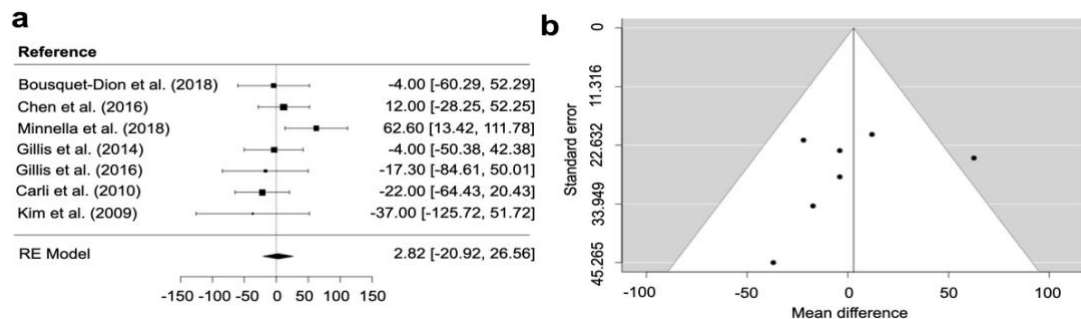 a
Reference
Bousquet-Dion et al. (2018) -4.00 [-60.29, 52.29]
Chen et al. (2016) 12.00 [-28.25, 52.25]
Minnella et al. (2018) 62.60 [13.42, 111.78]
Gillis et al. (2014) -4.00 [-50.38, 42.38]
Gillis et al. (2016) -17.30 [-84.61, 50.01]
Carli et al. (2010) -22.00 [-64.43, 20.43]
Kim et al. (2009) -37.00 [-125.72, 51.72]
RE Model 2.82 [-20.92, 26.56]
-150 -100 -50 0 50 100 150
b
Standard error
0
11.316
22.632
33.949
45.265
-100 -50 0 50 100
Mean difference